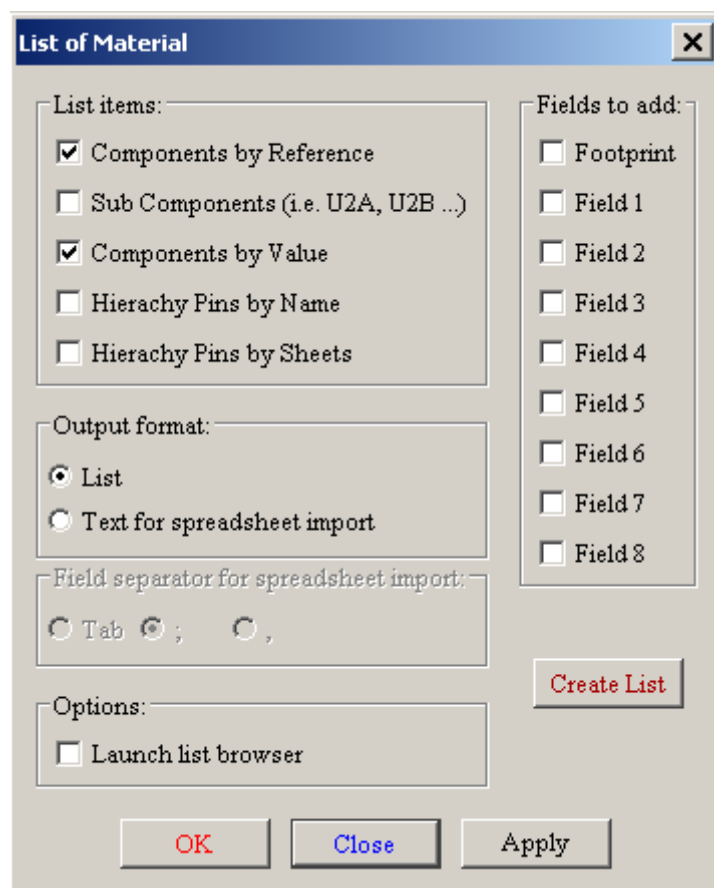 List of Material
List items:
Components by Reference
Sub Components (i.e. U2A, U2B ...)
Components by Value
Hierachy Pins by Name
Hierachy Pins by Sheets
Output format:
List
Text for spreadsheet import
Field separator for spreadsheet import:
Tab ; ,
Options:
Launch list browser
Fields to add:
Footprint
Field 1
Field 2
Field 3
Field 4
Field 5
Field 6
Field 7
Field 8
Create List
OK Close Apply